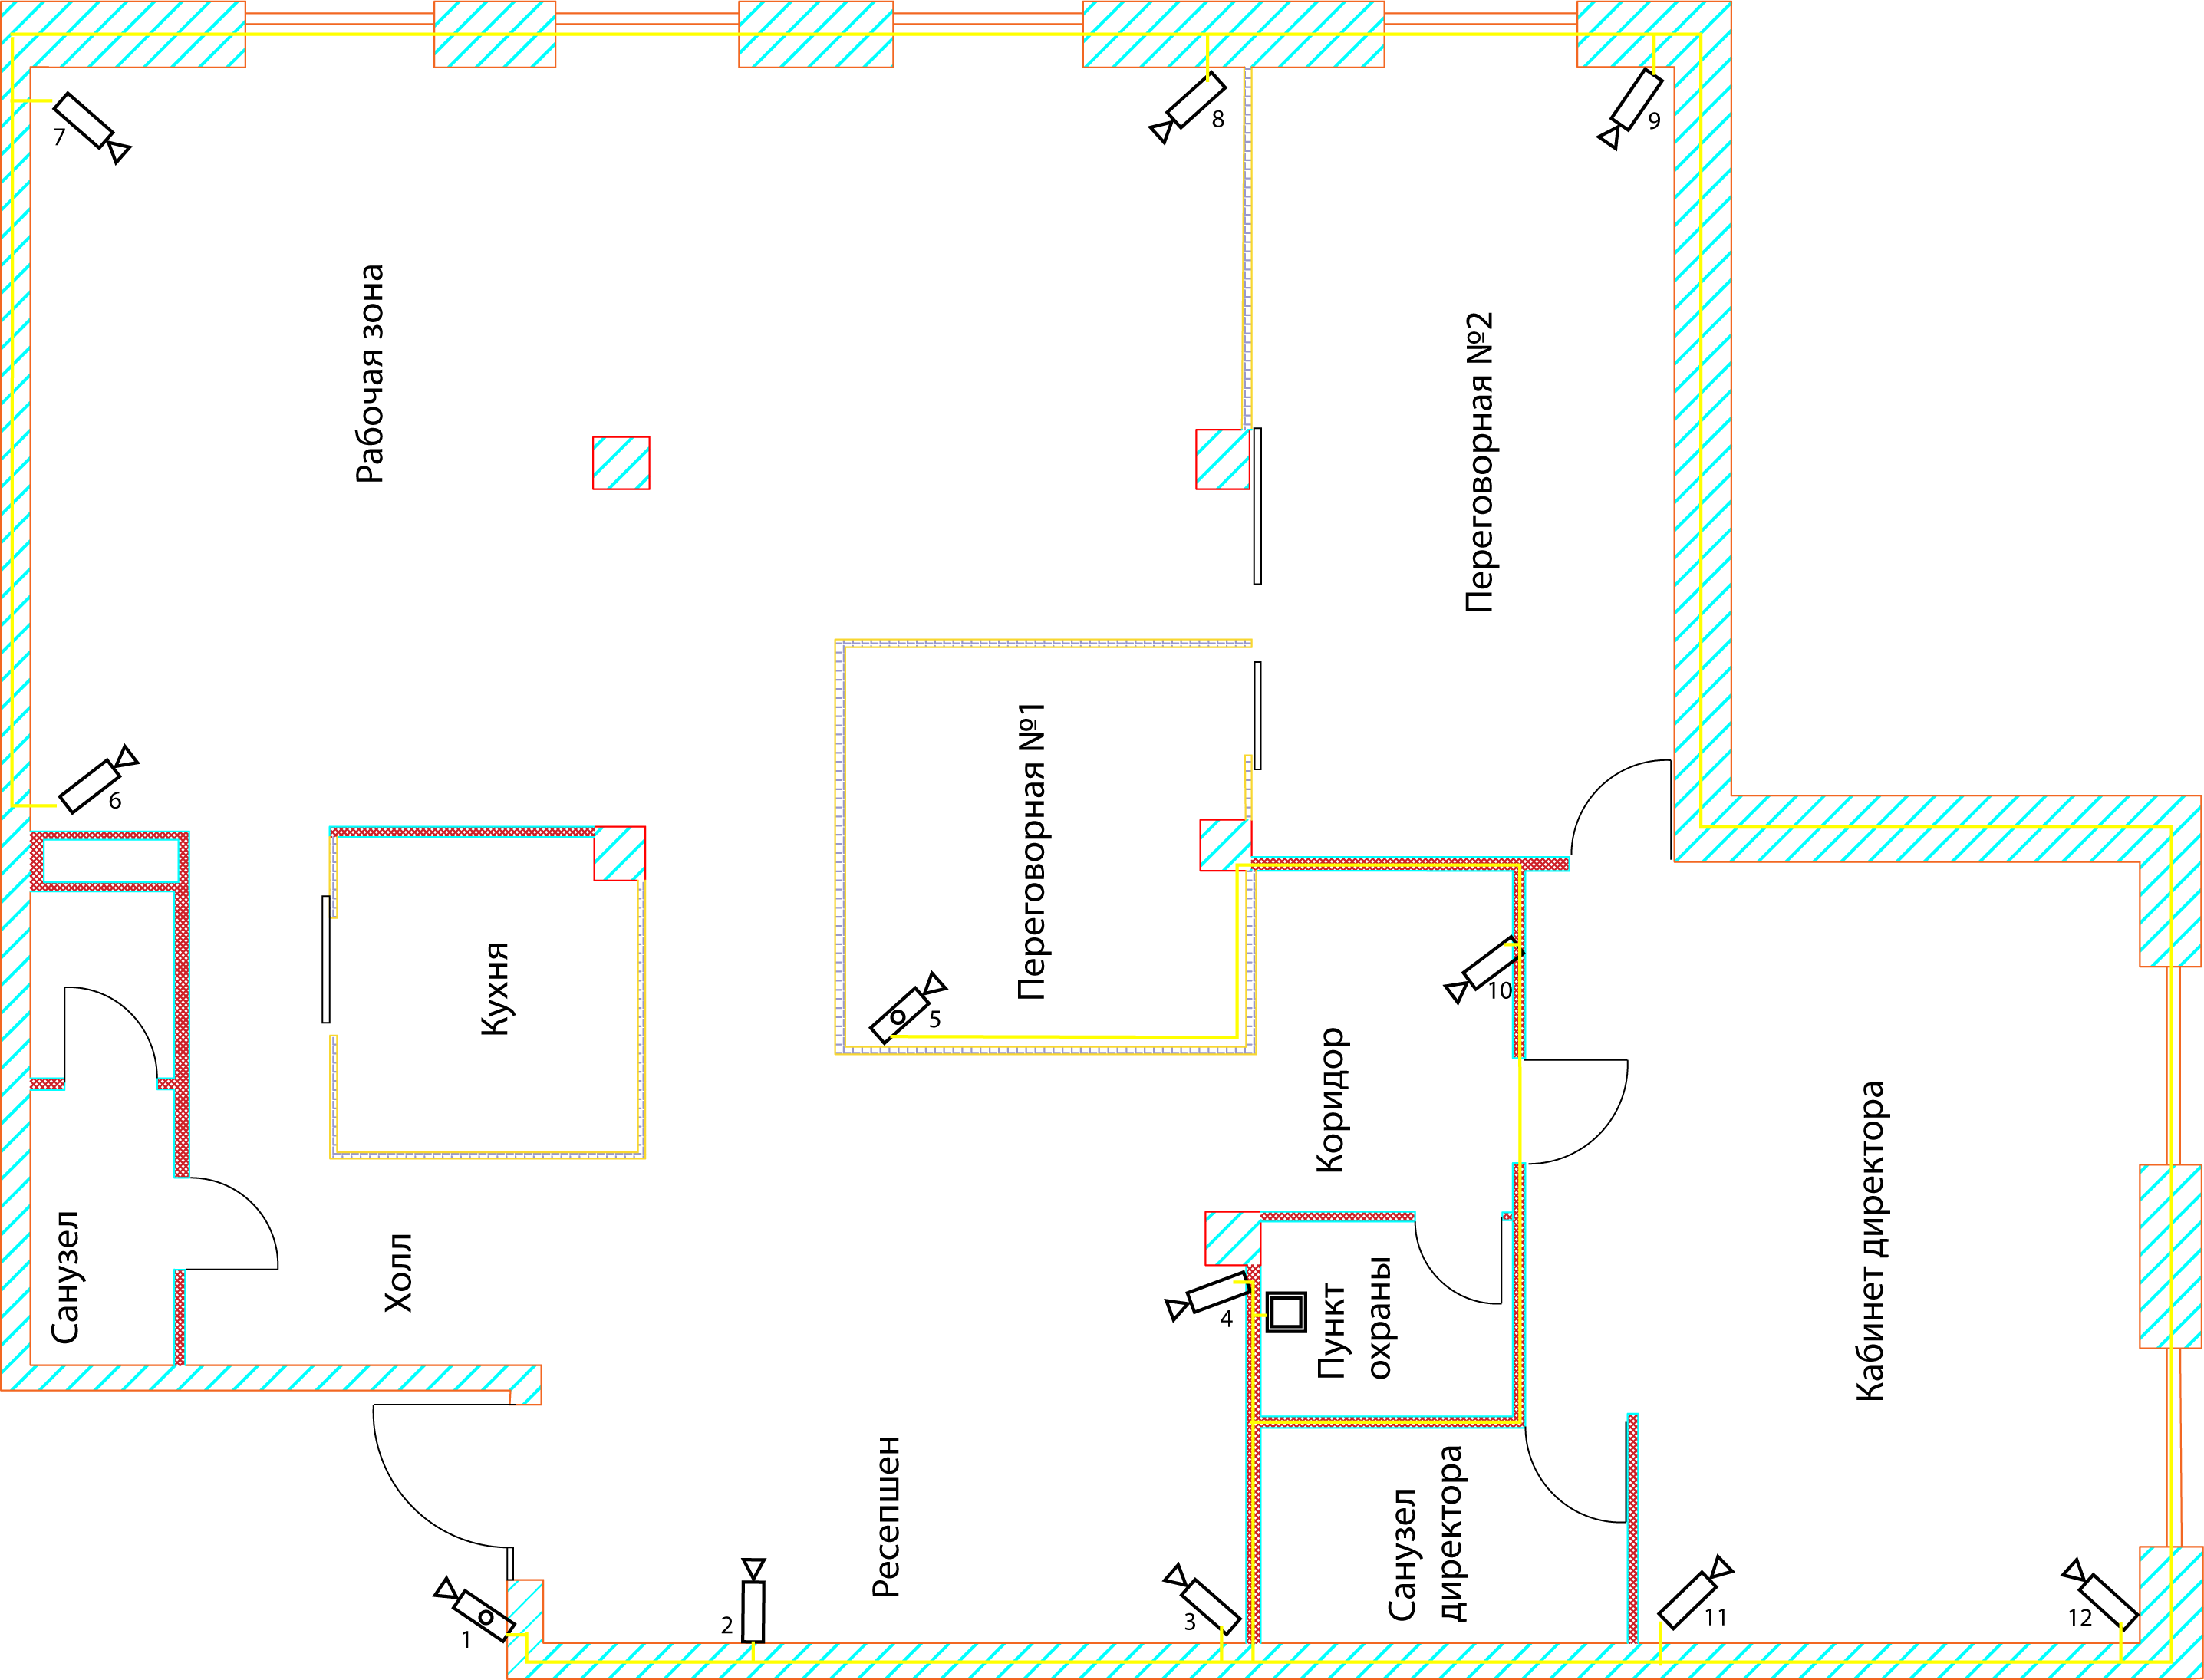 7
8
9
Рабочая зона
Переговорная №2
6
Переговорная №1
Кухня
5
10
Коридор
Кабинет директора
Санузел
Холл
4
Пункт
охраны
Ресепшен
Санузел
директора
1
2
3
11
12